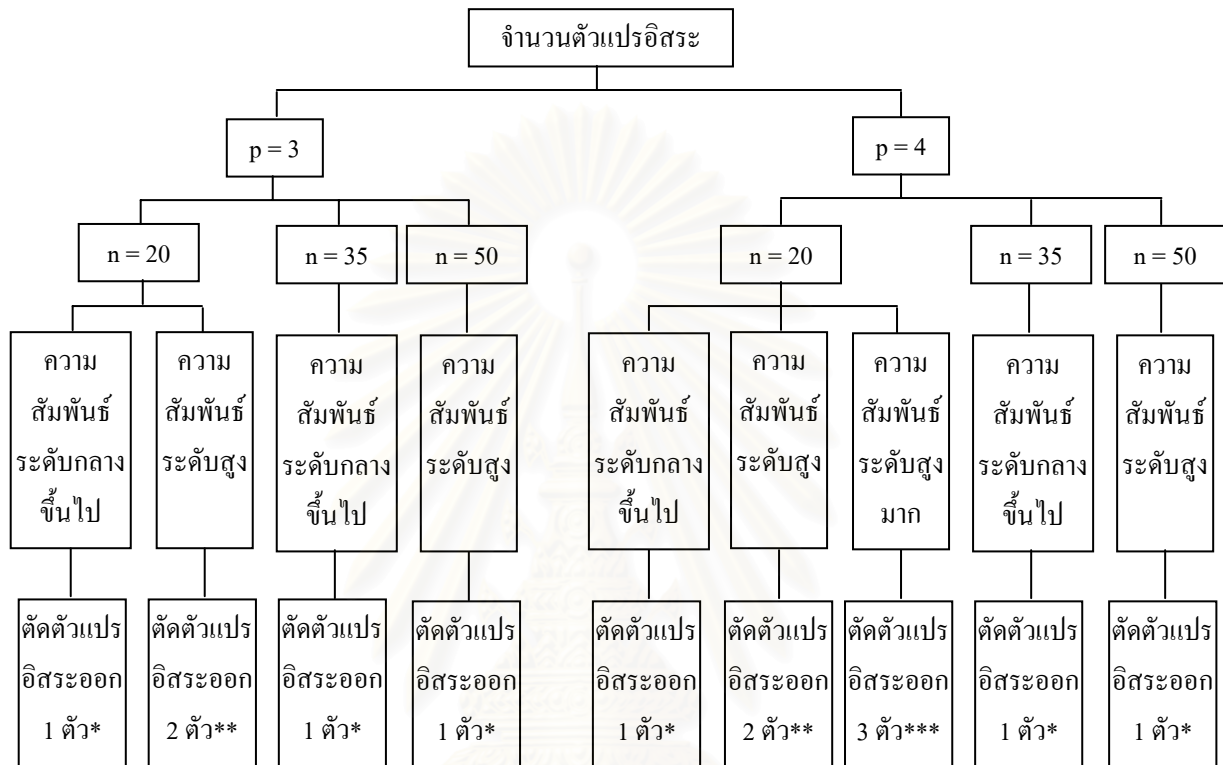 จำนวนตัวแปรอิสระ
p = 3
p = 4
n = 20
n = 35
n = 50
n = 20
n = 35
n = 50
ความ
สัมพันธ์
ระดับกลาง
ขึ้นไป
ความ
สัมพันธ์
ระดับสูง
ความ
สัมพันธ์
ระดับกลาง
ขึ้นไป
ความ
สัมพันธ์
ระดับสูง
ความ
สัมพันธ์
ระดับกลาง
ขึ้นไป
ความ
สัมพันธ์
ระดับสูง
ความ
สัมพันธ์
ระดับสูง
มาก
ความ
สัมพันธ์
ระดับกลาง
ขึ้นไป
ความ
สัมพันธ์
ระดับสูง
ตัดตัวแปร
อิสระออก
1 ตัว*
ตัดตัวแปร
อิสระออก
2 ตัว**
ตัดตัวแปร
อิสระออก
1 ตัว*
ตัดตัวแปร
อิสระออก
1 ตัว*
ตัดตัวแปร
อิสระออก
1 ตัว*
ตัดตัวแปร
อิสระออก
2 ตัว**
ตัดตัวแปร
อิสระออก
3 ตัว***
ตัดตัวแปร
อิสระออก
1 ตัว*
ตัดตัวแปร
อิสระออก
1 ตัว*